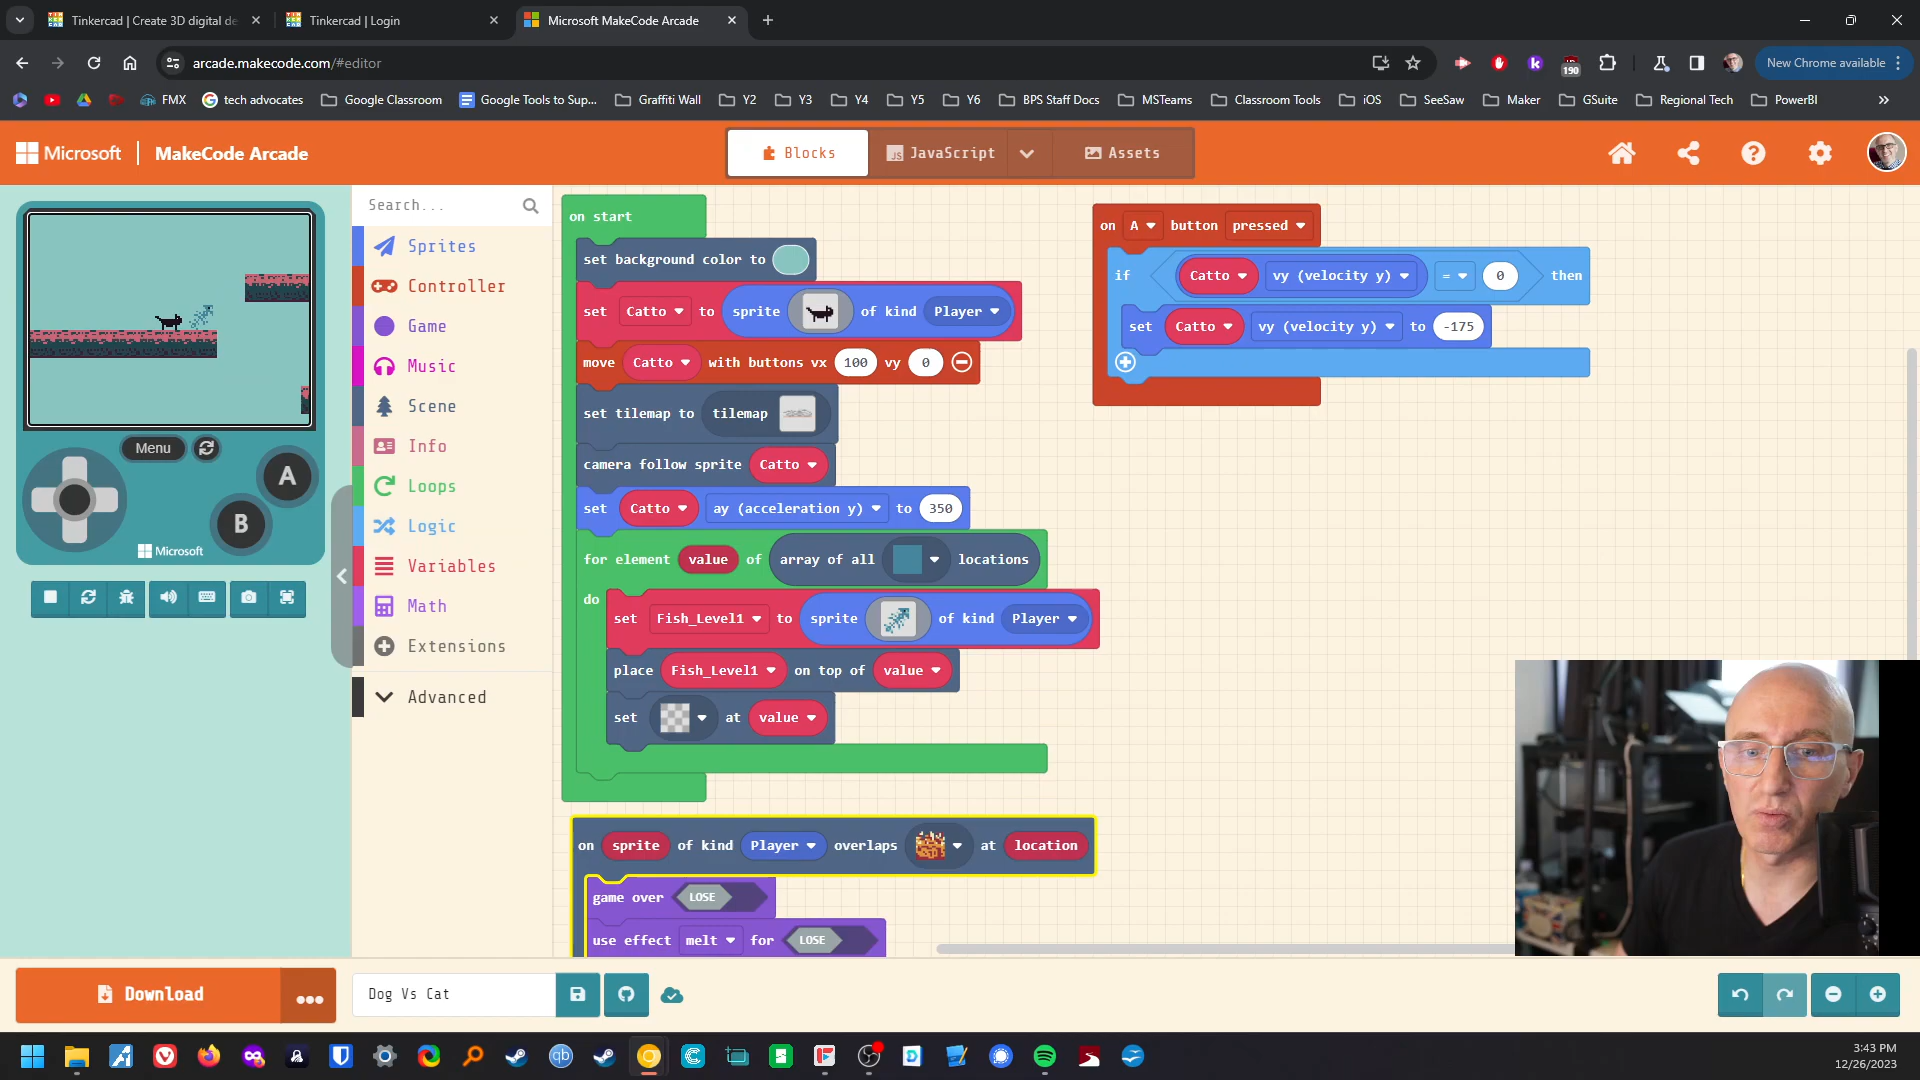 Tinkercad | Create 3D digital de
Tinkercad | Login
Microsoft MakeCode Arcade
arcade.makecode.com/#editor
190
New Chrome available
FMX
tech advocates
Google Classroom
Google Tools to Sup...
Graffiti Wall
Y2
Y3
Y4
Y5
Y6
BPS Staff Docs
MSTeams
Classroom Tools
iOS
SeeSaw
Maker
GSuite
Regional Tech
PowerBI
Microsoft
MakeCode Arcade
Blocks
JS JavaScript
Assets
Menu
A
B
Microsoft
Search...
Sprites
Controller
Game
Music
Scene
Info
Loops
Logic
Variables
Math
Extensions
Advanced
on start
set background color to
set Catto to sprite of kind Player
move Catto with buttons vx 100 vy 0
set tilemap to tilemap
camera follow sprite Catto
set Catto ay (acceleration y) to 350
for element value of array of all locations
do
set Fish_Level1 to sprite of kind Player
place Fish_Level1 on top of value
set at value
on sprite of kind Player overlaps at location
game over LOSE
use effect melt for LOSE
on A button pressed
if Catto vy (velocity y) = 0 then
set Catto vy (velocity y) to -175
Download
Dog Vs Cat
qb
3:43 PM
12/26/2023